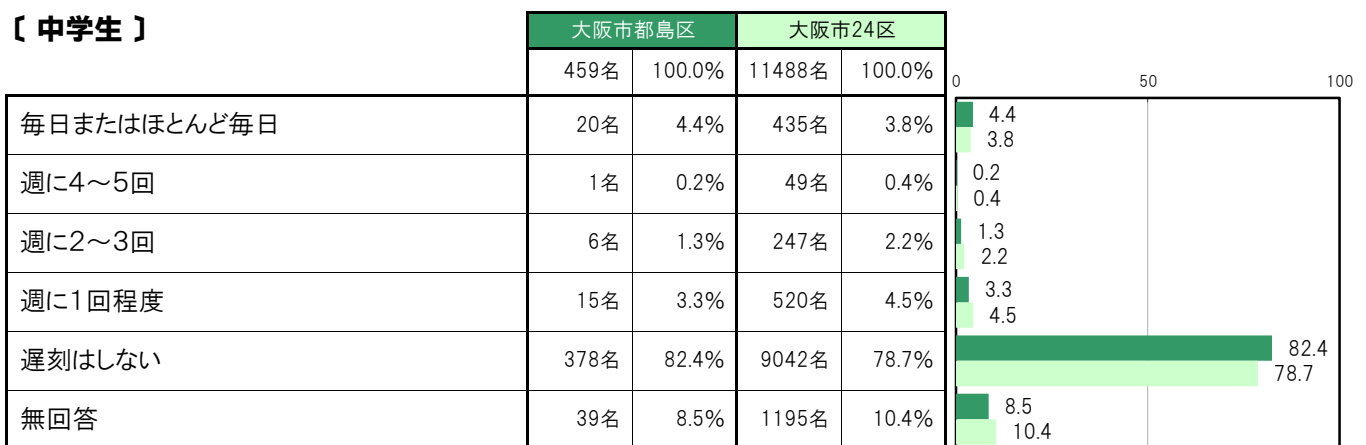 〔 中学生 〕
大阪市都島区 大阪市24区
459名 100.0% 11488名 100.0%
0 50 100
毎日またはほとんど毎日 20名 4.4% 435名 3.8%
4.4
3.8
週に4～5回 1名 0.2% 49名 0.4%
0.2
0.4
週に2～3回 6名 1.3% 247名 2.2%
1.3
2.2
週に1回程度 15名 3.3% 520名 4.5%
3.3
4.5
遅刻はしない 378名 82.4% 9042名 78.7%
82.4
78.7
無回答 39名 8.5% 1195名 10.4%
8.5
10.4